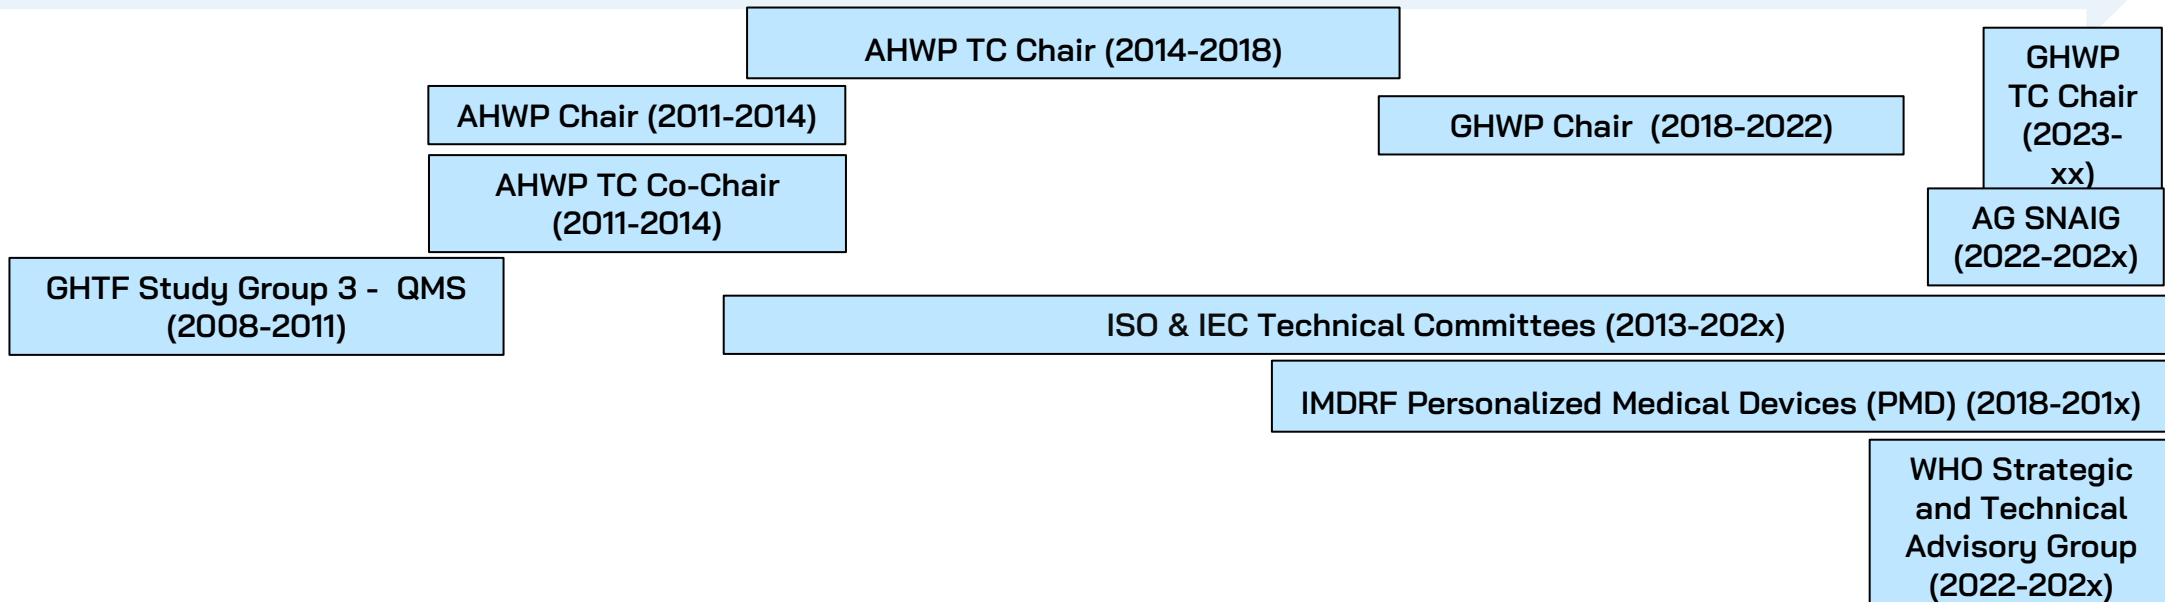 AHWP TC Chair (2014-2018)
GHWP
TC Chair
(2023-
xx)
AHWP Chair (2011-2014)
GHWP Chair  (2018-2022)
AHWP TC Co-Chair
(2011-2014)
AG SNAIG
(2022-202x)
GHTF Study Group 3 -  QMS
(2008-2011)
ISO & IEC Technical Committees (2013-202x)
IMDRF Personalized Medical Devices (PMD) (2018-201x)
WHO Strategic
and Technical
Advisory Group
(2022-202x)